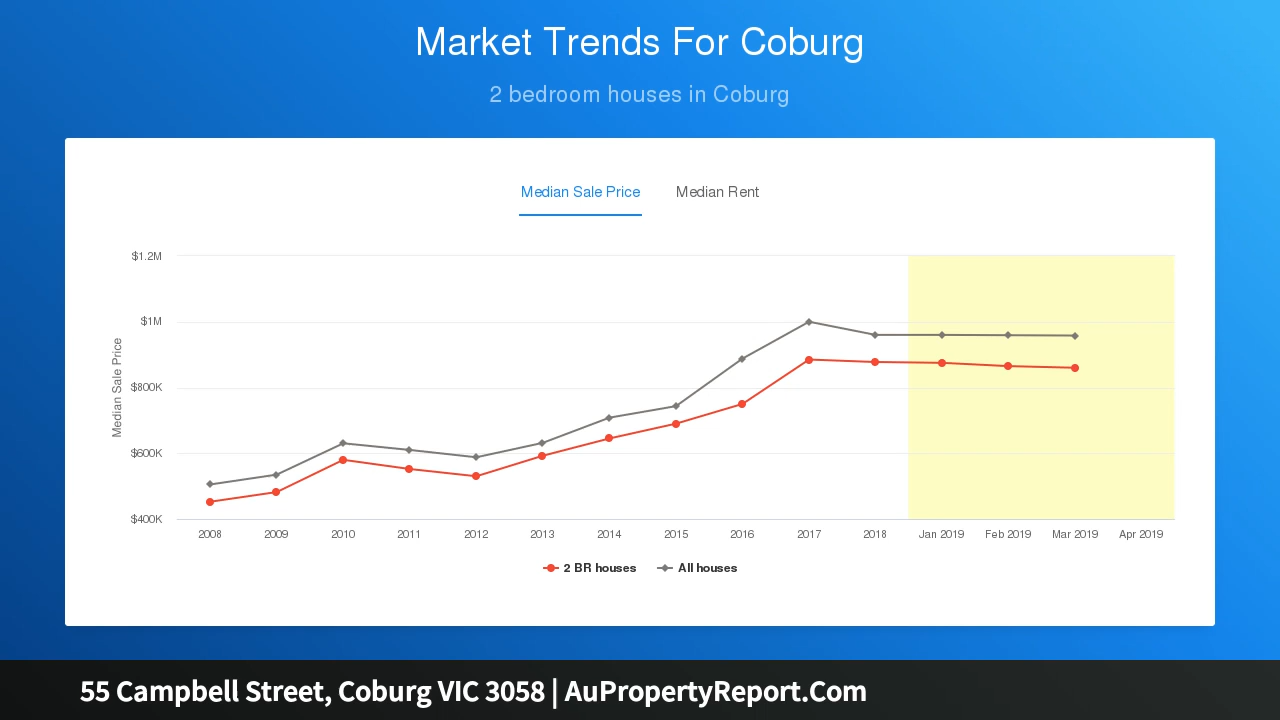 Market Trends For Coburg
2 bedroom houses in Coburg
Median Sale Price Median Rent
Median Sale Price
$1.2M
$1M
$800K
$600K
$400K
2008 2009 2010 2011 2012 2013 2014 2015 2016 2017 2018 Jan 2019 Feb 2019 Mar 2019 Apr 2019
2 BR houses All houses
55 Campbell Street, Coburg VIC 3058 | AuPropertyReport.Com